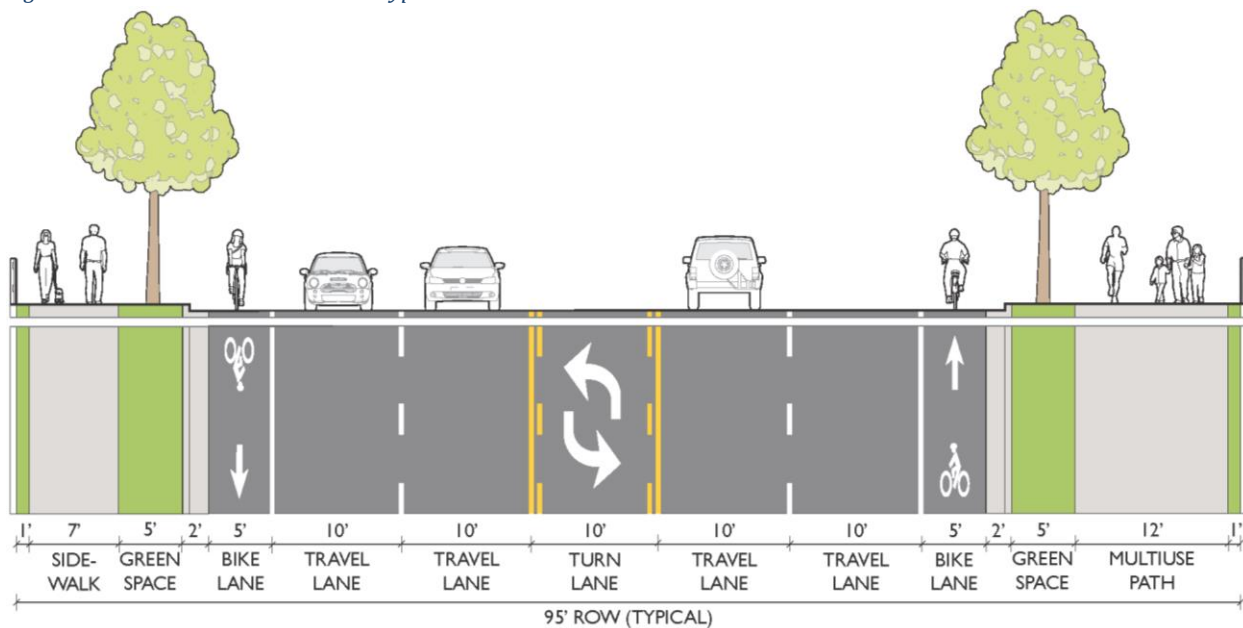 1' 7' 5' 2' 5' 10' 10' 10' 10' 10' 5' 2' 5' 12' 1'
SIDE- GREEN BIKE TRAVEL TRAVEL TURN TRAVEL TRAVEL BIKE GREEN MULTIUSE
WALK SPACE LANE LANE LANE LANE LANE LANE LANE SPACE PATH
95' ROW (TYPICAL)